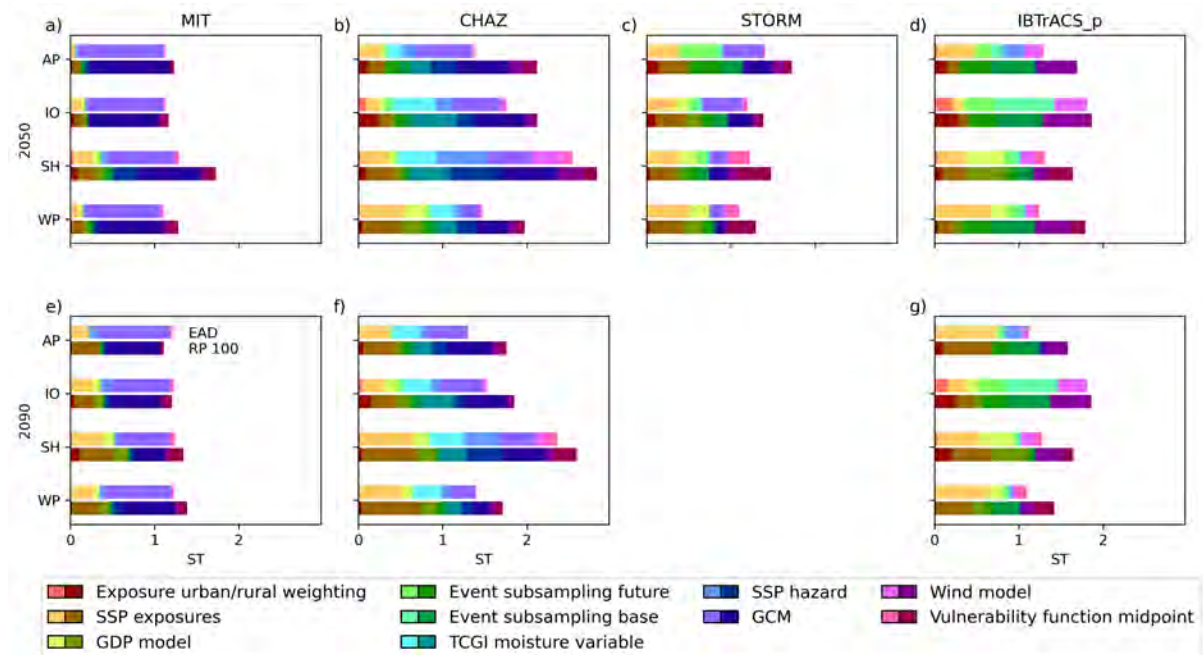 a) MIT b) CHAZ c) STORM d) IBTrACS_p
2050
AP
IO
SH
WP
e) f) g)
2090
AP
EAD
RP 100
IO
SH
WP
0 1 2 0 1 2 0 1 2
ST ST ST
Exposure urban/rural weighting Event subsampling future SSP hazard Wind model
SSP exposures Event subsampling base GCM Vulnerability function midpoint
GDP model TCGI moisture variable